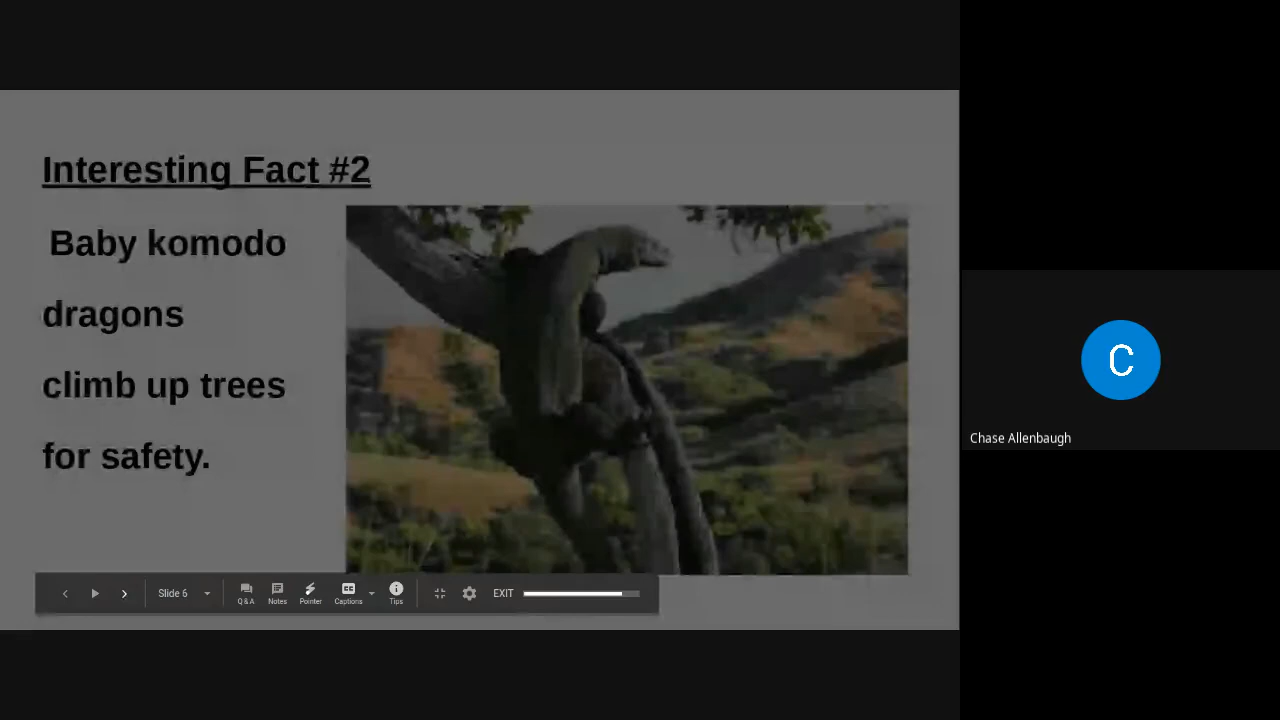 Interesting Fact #2
Baby komodo
dragons
climb up trees
for safety.
Slide 6
Q & A
Notes
Pointer
CC
Captions
Tips
EXIT
C
Chase Allenbaugh